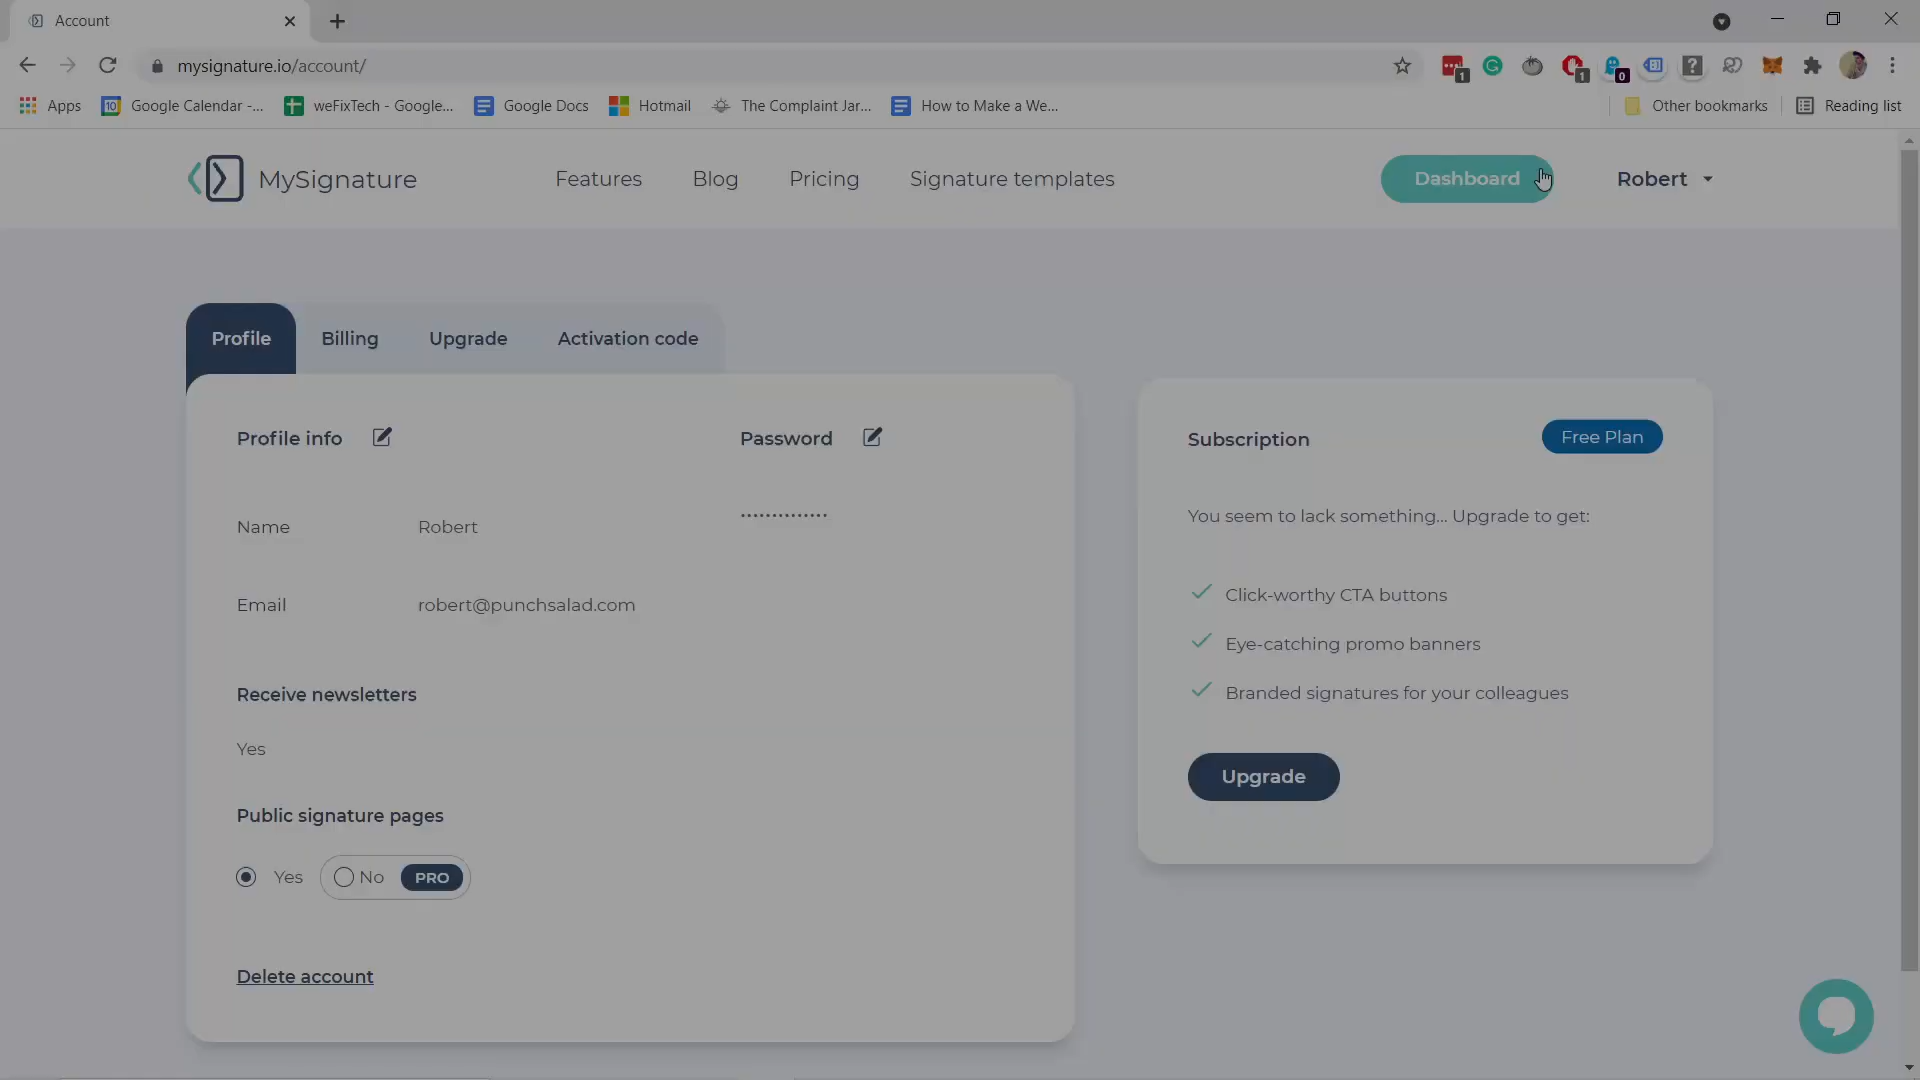 Account
mysignature.io/account/
1
1
0
Apps
10
Google Calendar -...
weFixTech - Google...
Google Docs
Hotmail
The Complaint Jar...
How to Make a We...
Other bookmarks
Reading list
MySignature
Features
Blog
Pricing
Signature templates
Dashboard
Robert
Profile
Billing
Upgrade
Activation code
Profile info
Password
Name
Robert
Email
robert@punchsalad.com
Receive newsletters
Yes
Public signature pages
Yes
No
PRO
Delete account
Subscription
Free Plan
You seem to lack something... Upgrade to get:
Click-worthy CTA buttons
Eye-catching promo banners
Branded signatures for your colleagues
Upgrade